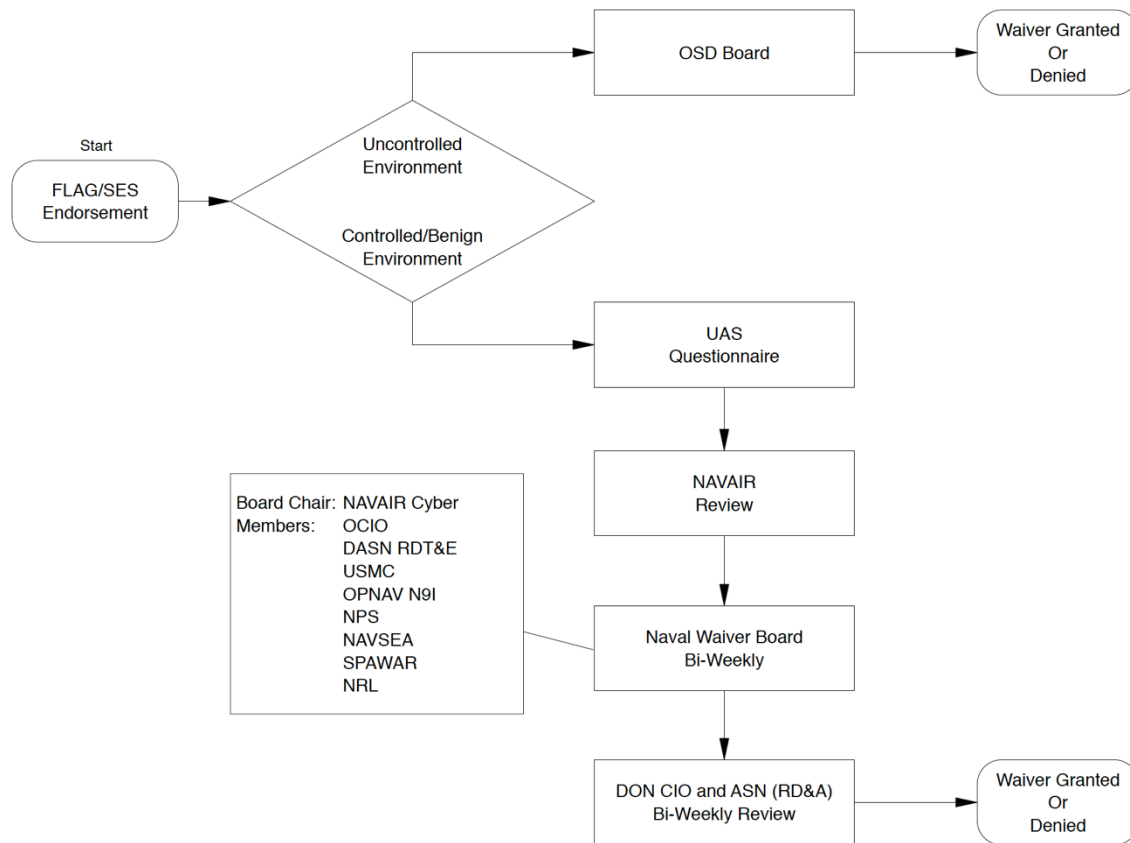 OSD Board
Waiver Granted
Or
Denied
Start
FLAG/SES
Endorsement
Uncontrolled
Environment
Controlled/Benign
Environment
UAS
Questionnaire
NAVAIR
Review
Board Chair: NAVAIR Cyber
Members: OCIO
DASN RDT&E
USMC
OPNAV N9I
NPS
NAVSEA
SPAWAR
NRL
Naval Waiver Board
Bi-Weekly
DON CIO and ASN (RD&A)
Bi-Weekly Review
Waiver Granted
Or
Denied